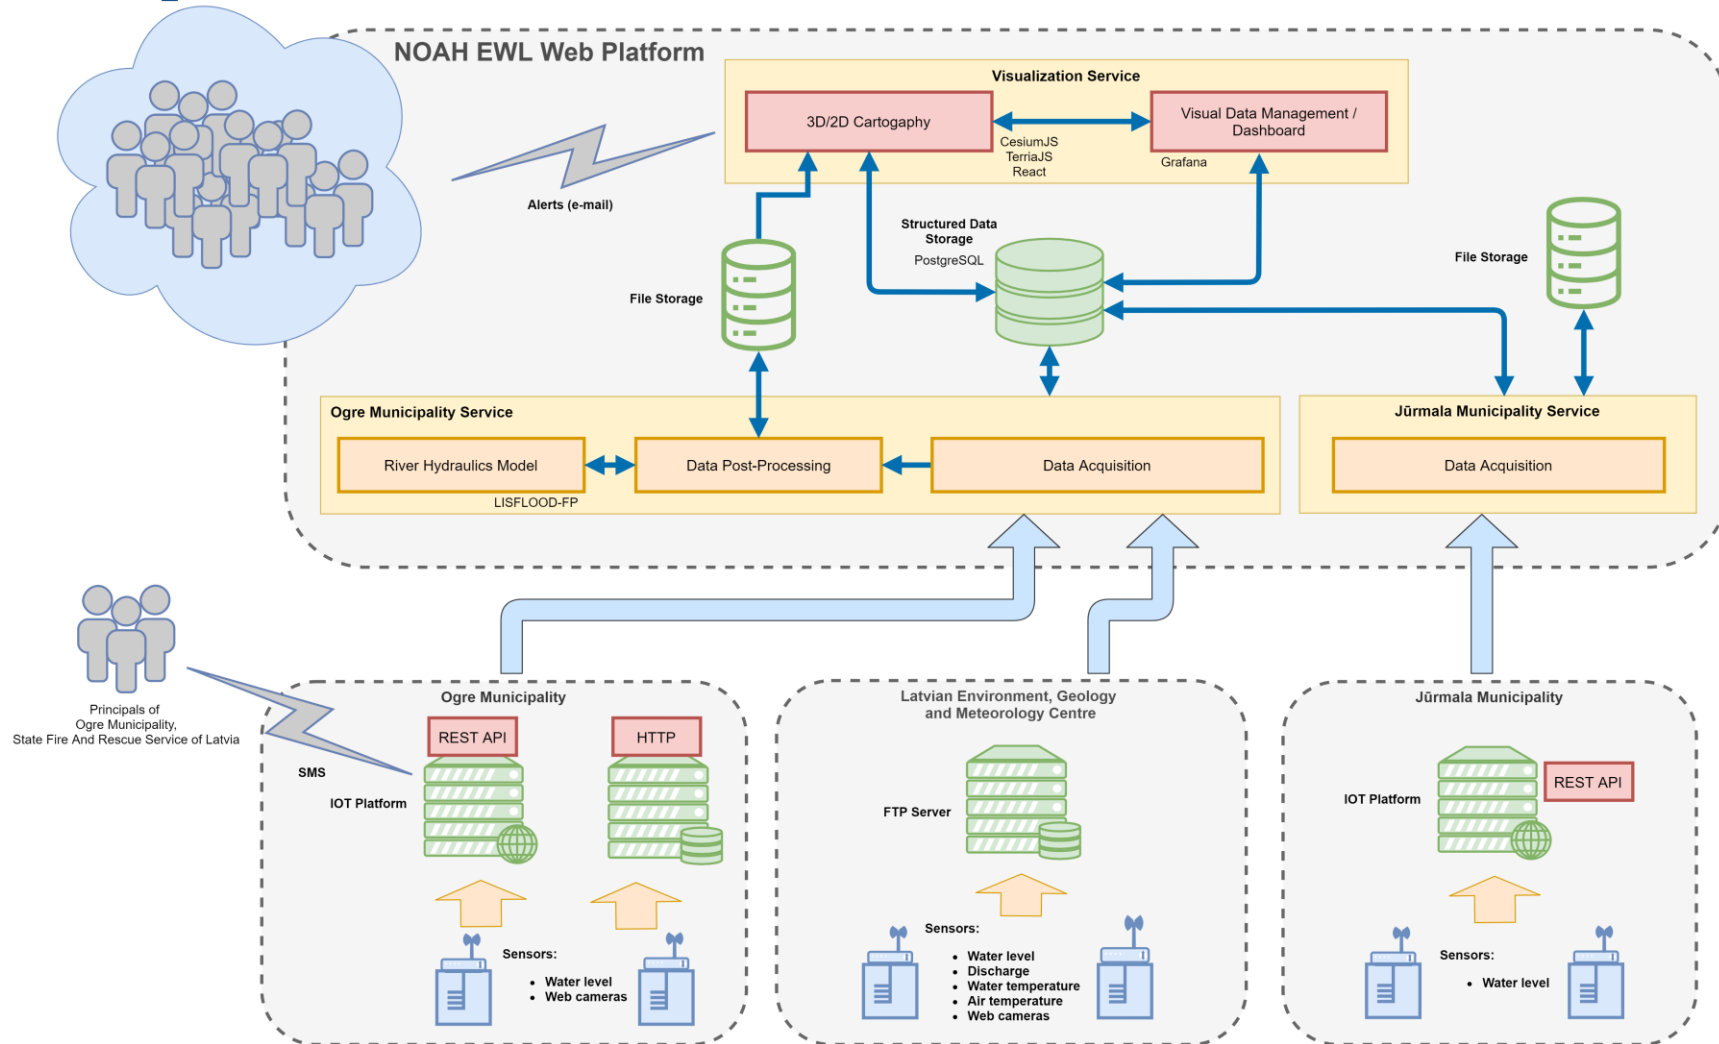 NOAH EWL Web Platform
Visualization Service
3D/2D Cartogaphy
Visual Data Management /
Dashboard
CesiumJS
TerriaJS
React
Grafana
Alerts (e-mail)
Structured Data
Storage
PostgreSQL
File Storage
File Storage
Ogre Municipality Service
River Hydraulics Model
Data Post-Processing
Data Acquisition
LISFLOOD-FP
Jūrmala Municipality Service
Data Acquisition
Principals of
Ogre Municipality,
State Fire And Rescue Service of Latvia
SMS
Ogre Municipality
REST API
HTTP
IOT Platform
Sensors:
• Water level
• Web cameras
Latvian Environment, Geology
and Meteorology Centre
FTP Server
Sensors:
• Water level
• Discharge
• Water temperature
• Air temperature
• Web cameras
Jūrmala Municipality
IOT Platform
REST API
Sensors:
• Water level